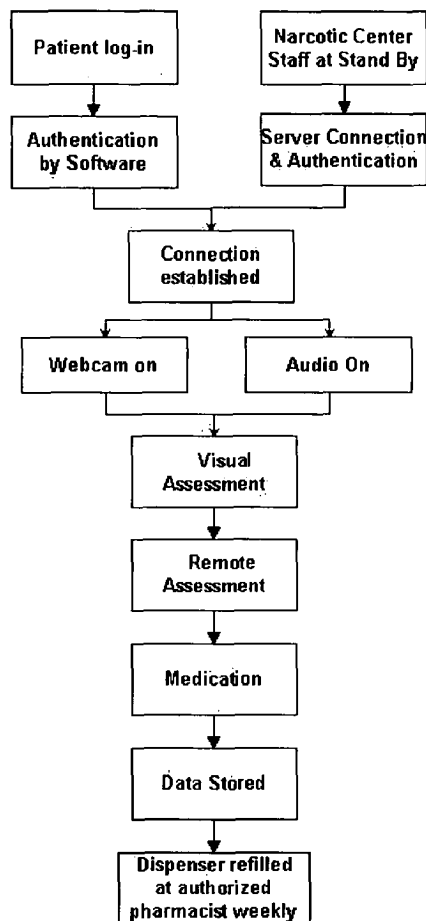 Patient log-in
Narcotic Center
Staff at Stand By
Authentication
by Software
Server Connection
& Authentication
Connection
established
Webcam on
Audio On
Visual
Assessment
Remote
Assessment
Medication
Data Stored
Dispenser refilled
at authorized
pharmacist weekly